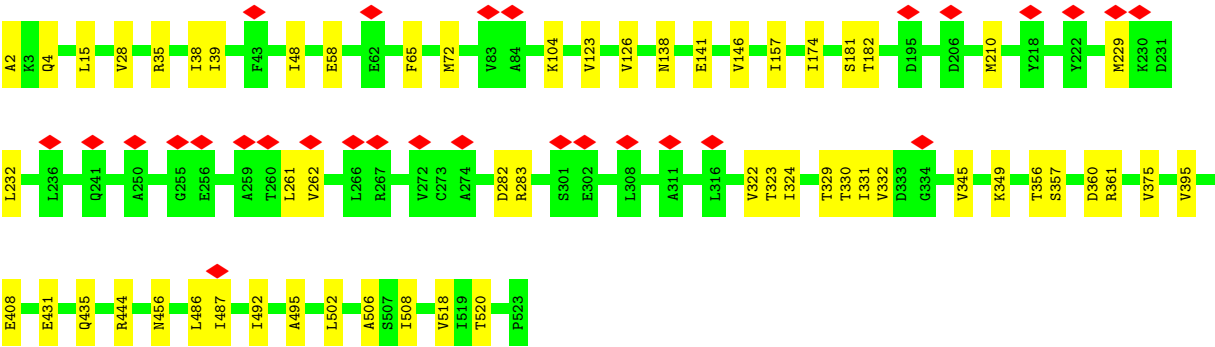 A2 K3 Q4 L15 V28 R35 I38 I39 F43 I48 E58 E62 F65 M72 V83 A84 K104 V123 V126 N138 E141 V146 I157 I174 S181 T182 D195 D206 M210 Y218 Y222 M229 K230 D231
L232 L236 Q241 A250 G255 E256 A259 T260 L261 V262 L266 R267 V272 C273 A274 D282 R283 S301 E302 L308 A311 L316 V322 T323 I324 T329 T330 I331 V332 D333 G334 V345 K349 T356 S357 D360 R361 V375 V395
E408 E431 Q435 R444 N456 L486 I487 I492 A495 L502 A506 S507 I508 V518 I519 T520 P523